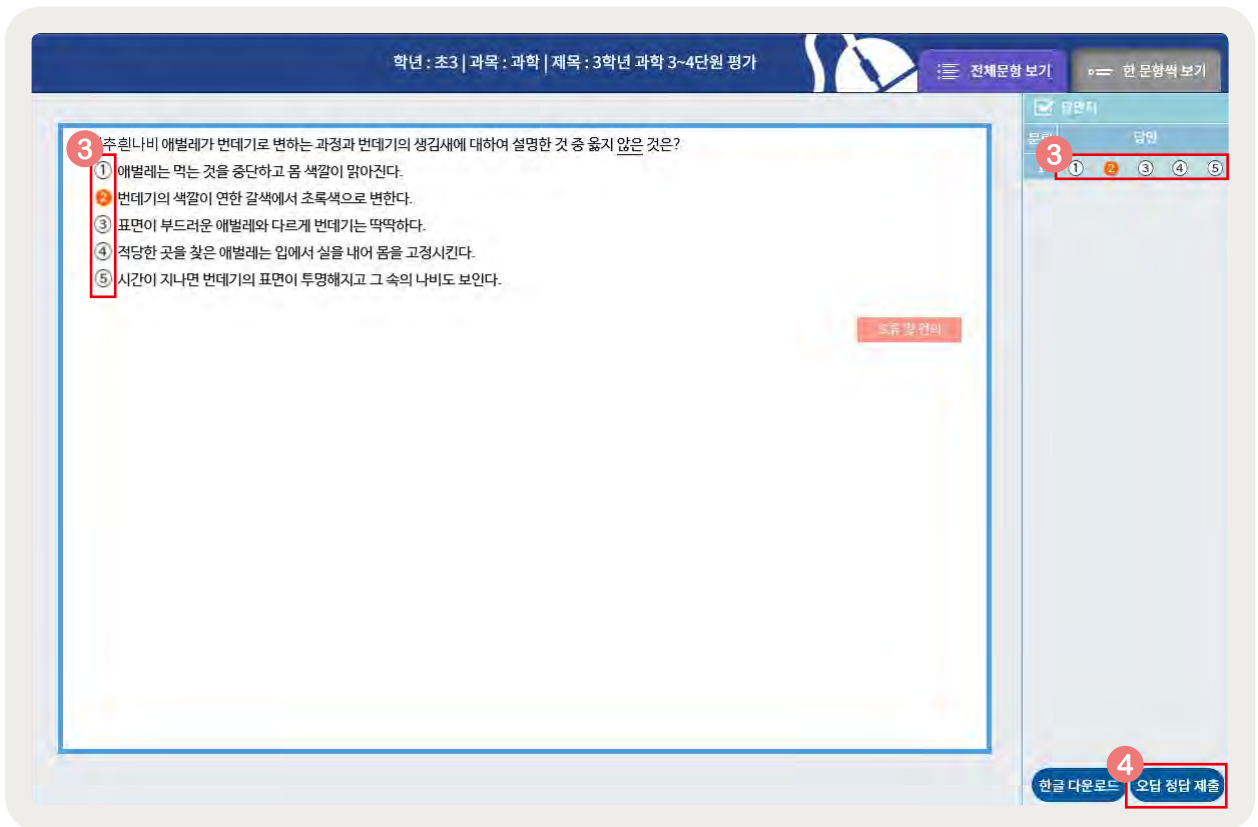 학년 : 초3 | 과목 : 과학 | 제목 : 3학년 과학 3~4단원 평가
전체문항 보기
한 문항씩 보기
답안지
3
추흰나비 애벌레가 번데기로 변하는 과정과 번데기의 생김새에 대하여 설명한 것 중 옳지 않은 것은?
① 애벌레는 먹는 것을 중단하고 몸 색깔이 맑아진다.
❷ 번데기의 색깔이 연한 갈색에서 초록색으로 변한다.
③ 표면이 부드러운 애벌레와 다르게 번데기는 딱딱하다.
④ 적당한 곳을 찾은 애벌레는 입에서 실을 내어 몸을 고정시킨다.
⑤ 시간이 지나면 번데기의 표면이 투명해지고 그 속의 나비도 보인다.
오류 및 건의
답안
3
① ❷ ③ ④ ⑤
4
한글 다운로드
오답 정답 제출